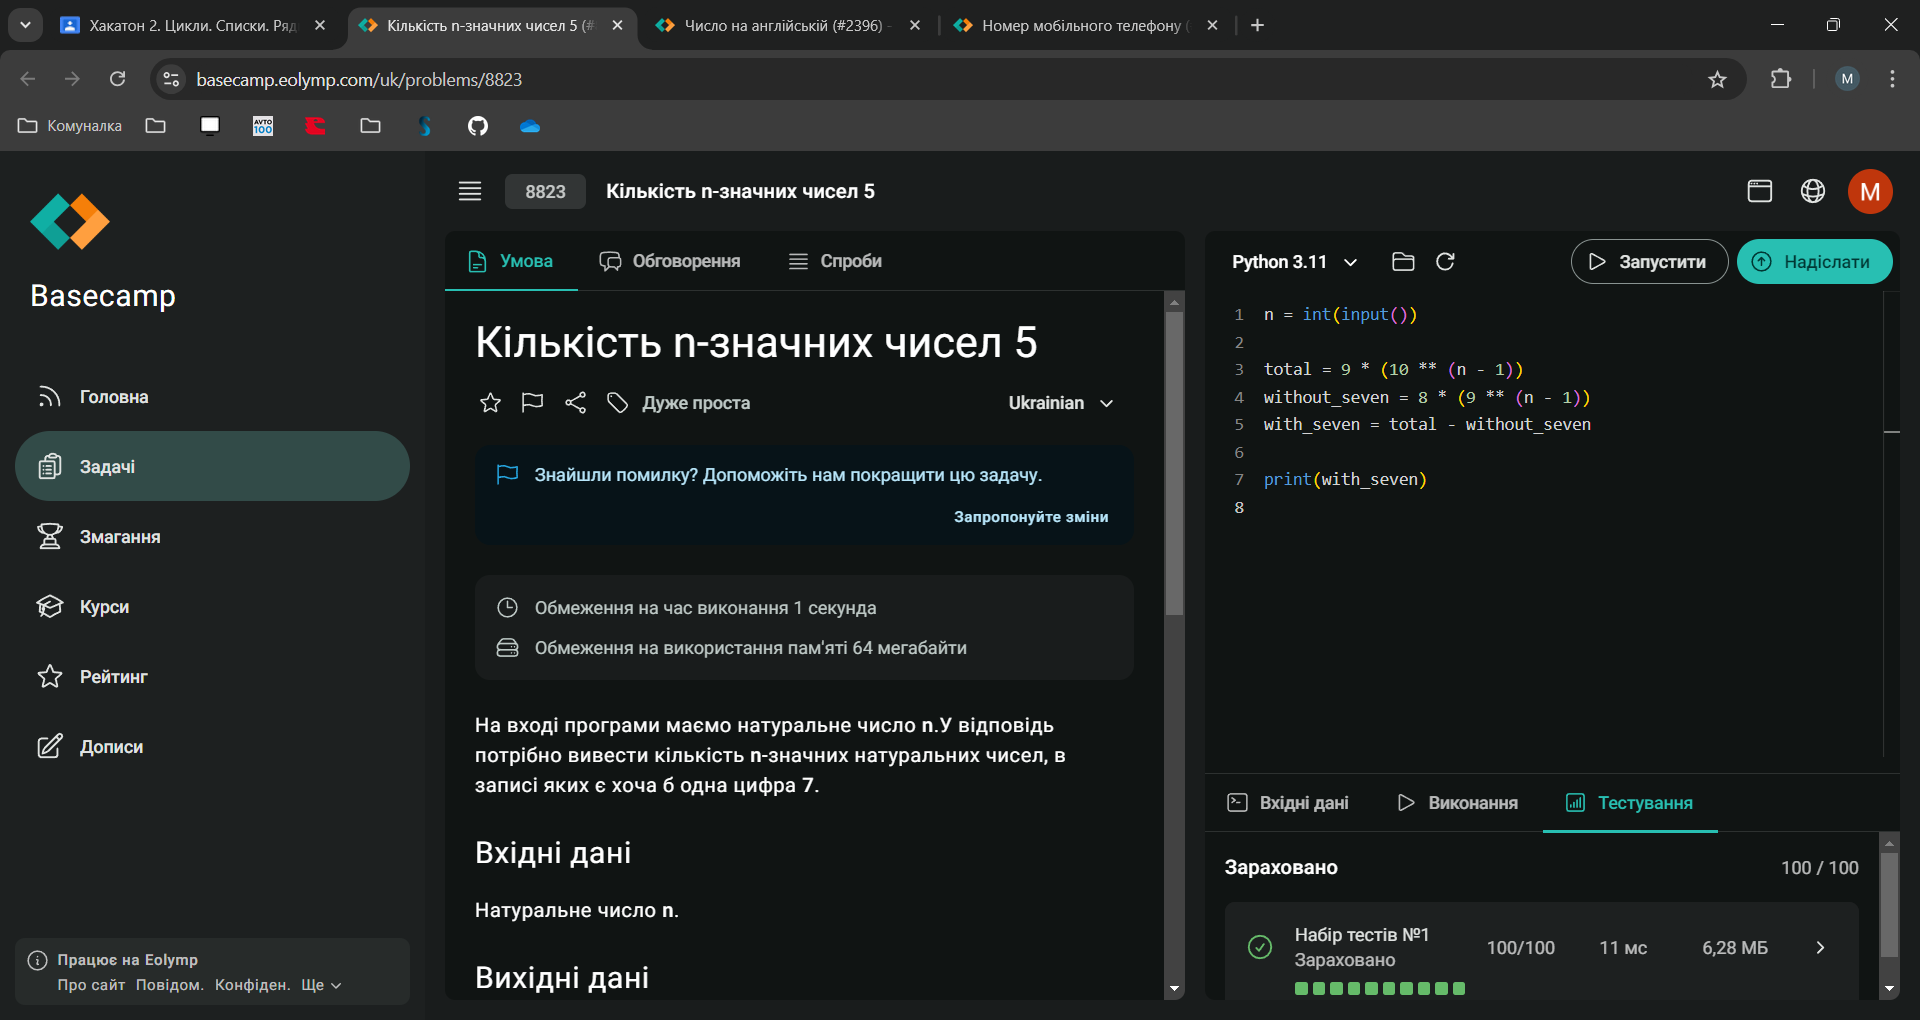 Хакатон 2. Цикли. Списки. Ряд
Кількість n-значних чисел 5 (#
Число на англійській (#2396) -
Номер мобільного телефону (
basecamp.eolymp.com/uk/problems/8823
M
Комуналка
AVTO
100
Basecamp
Головна
Задачі
Змагання
Курси
Рейтинг
Дописи
Працює на Eolymp
Про сайт Повідом. Конфіден. Ще
8823
Кількість n-значних чисел 5
M
Умова
Обговорення
Спроби
Кількість n-значних чисел 5
Дуже проста
Ukrainian
Знайшли помилку? Допоможіть нам покращити цю задачу.
Запропонуйте зміни
Обмеження на час виконання 1 секунда
Обмеження на використання пам'яті 64 мегабайти
На вході програми маємо натуральне число n.У відповідь
потрібно вивести кількість n-значних натуральних чисел, в
записі яких є хоча б одна цифра 7.
Вхідні дані
Натуральне число n.
Вихідні дані
Python 3.11
Запустити
Надіслати
1 n = int(input())
2
3 total = 9 * (10 ** (n - 1))
4 without_seven = 8 * (9 ** (n - 1))
5 with_seven = total - without_seven
6
7 print(with_seven)
8
Вхідні дані
Виконання
Тестування
Зараховано
100 / 100
Набір тестів №1
Зараховано
100/100
11 мс
6,28 МБ